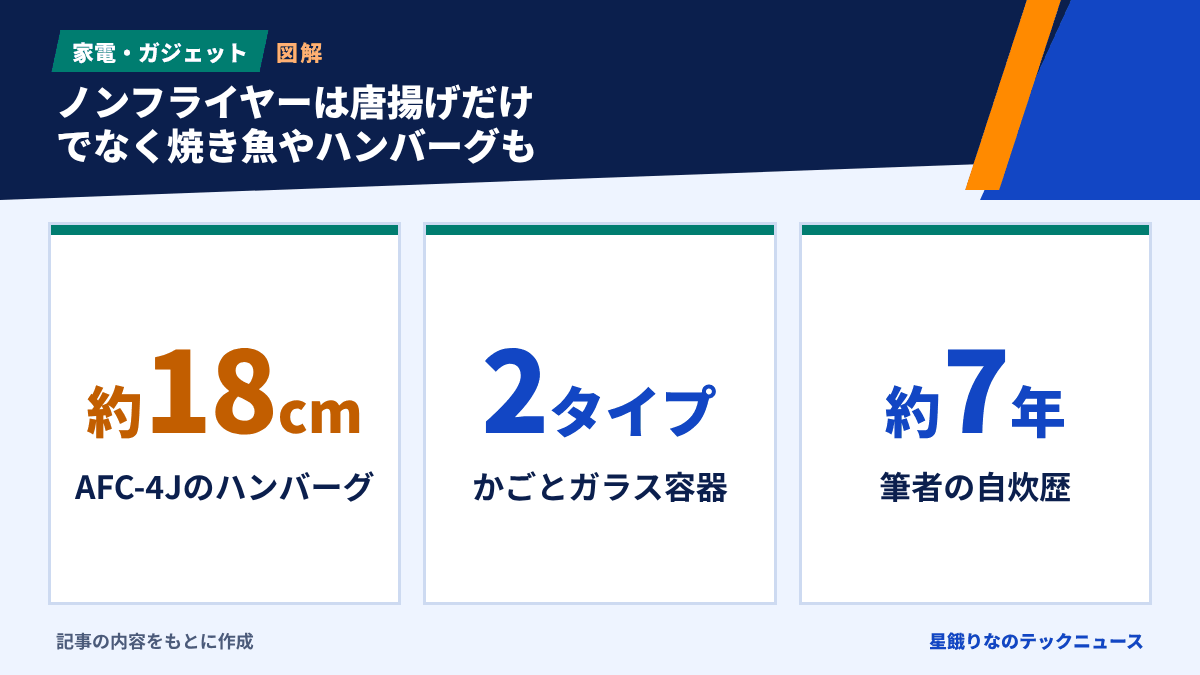 家電・ガジェット 図解
ノンフライヤーは唐揚げだけ
でなく焼き魚やハンバーグも
約18cm
AFC-4Jのハンバーグ
2タイプ
かごとガラス容器
約7年
筆者の自炊歴
記事の内容をもとに作成
星餓りなのテックニュース